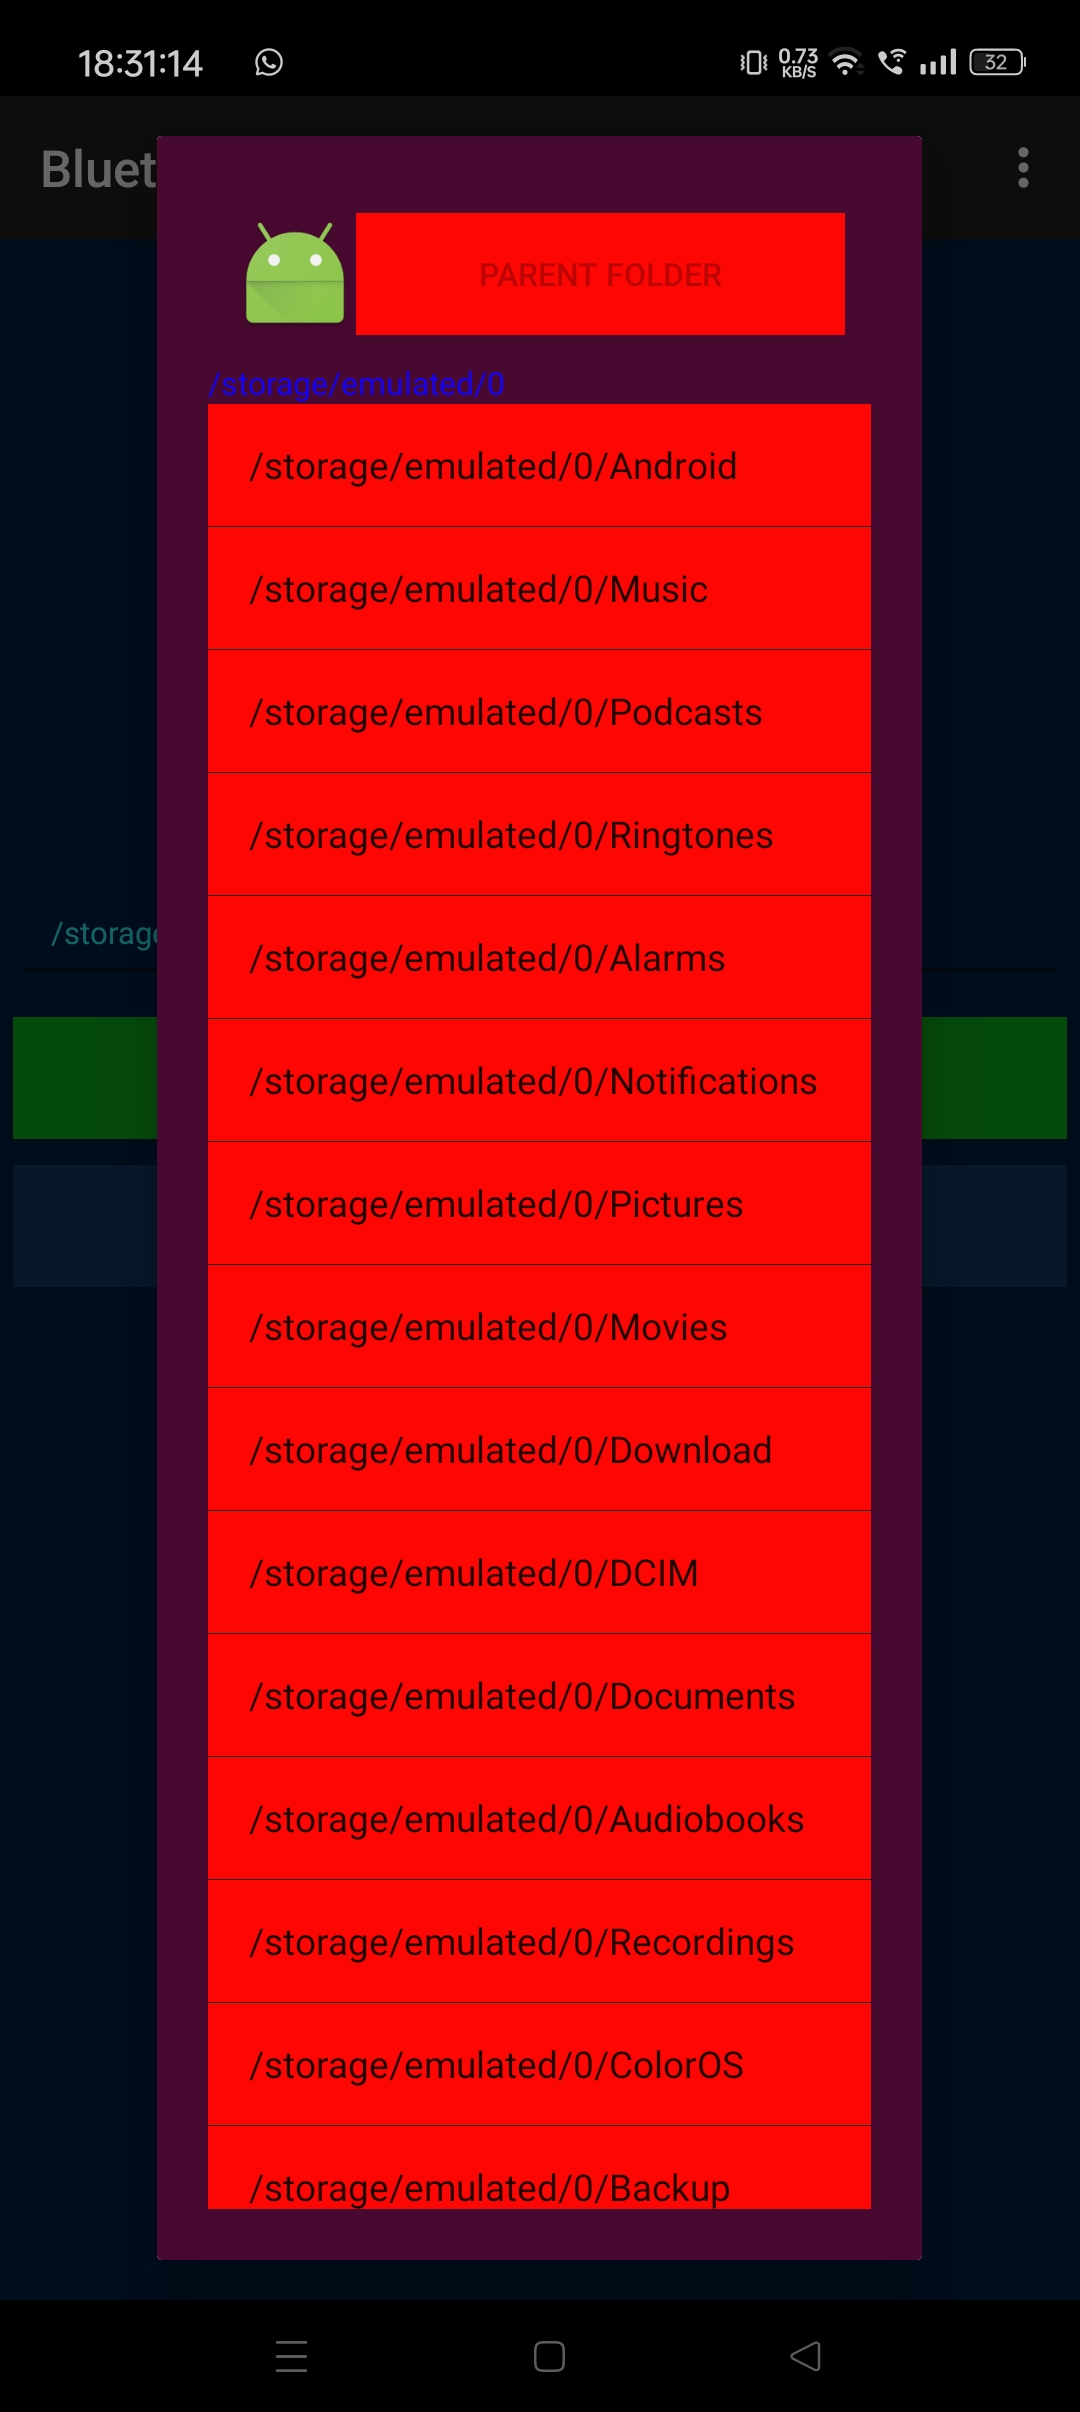 18:31:14
0.73
KB/S
32
Bluet
PARENT FOLDER
/storage/emulated/0
/storage/emulated/0/Android
/storage/emulated/0/Music
/storage/emulated/0/Podcasts
/storage/emulated/0/Ringtones
/storage
/storage/emulated/0/Alarms
/storage/emulated/0/Notifications
/storage/emulated/0/Pictures
/storage/emulated/0/Movies
/storage/emulated/0/Download
/storage/emulated/0/DCIM
/storage/emulated/0/Documents
/storage/emulated/0/Audiobooks
/storage/emulated/0/Recordings
/storage/emulated/0/ColorOS
/storage/emulated/0/Backup